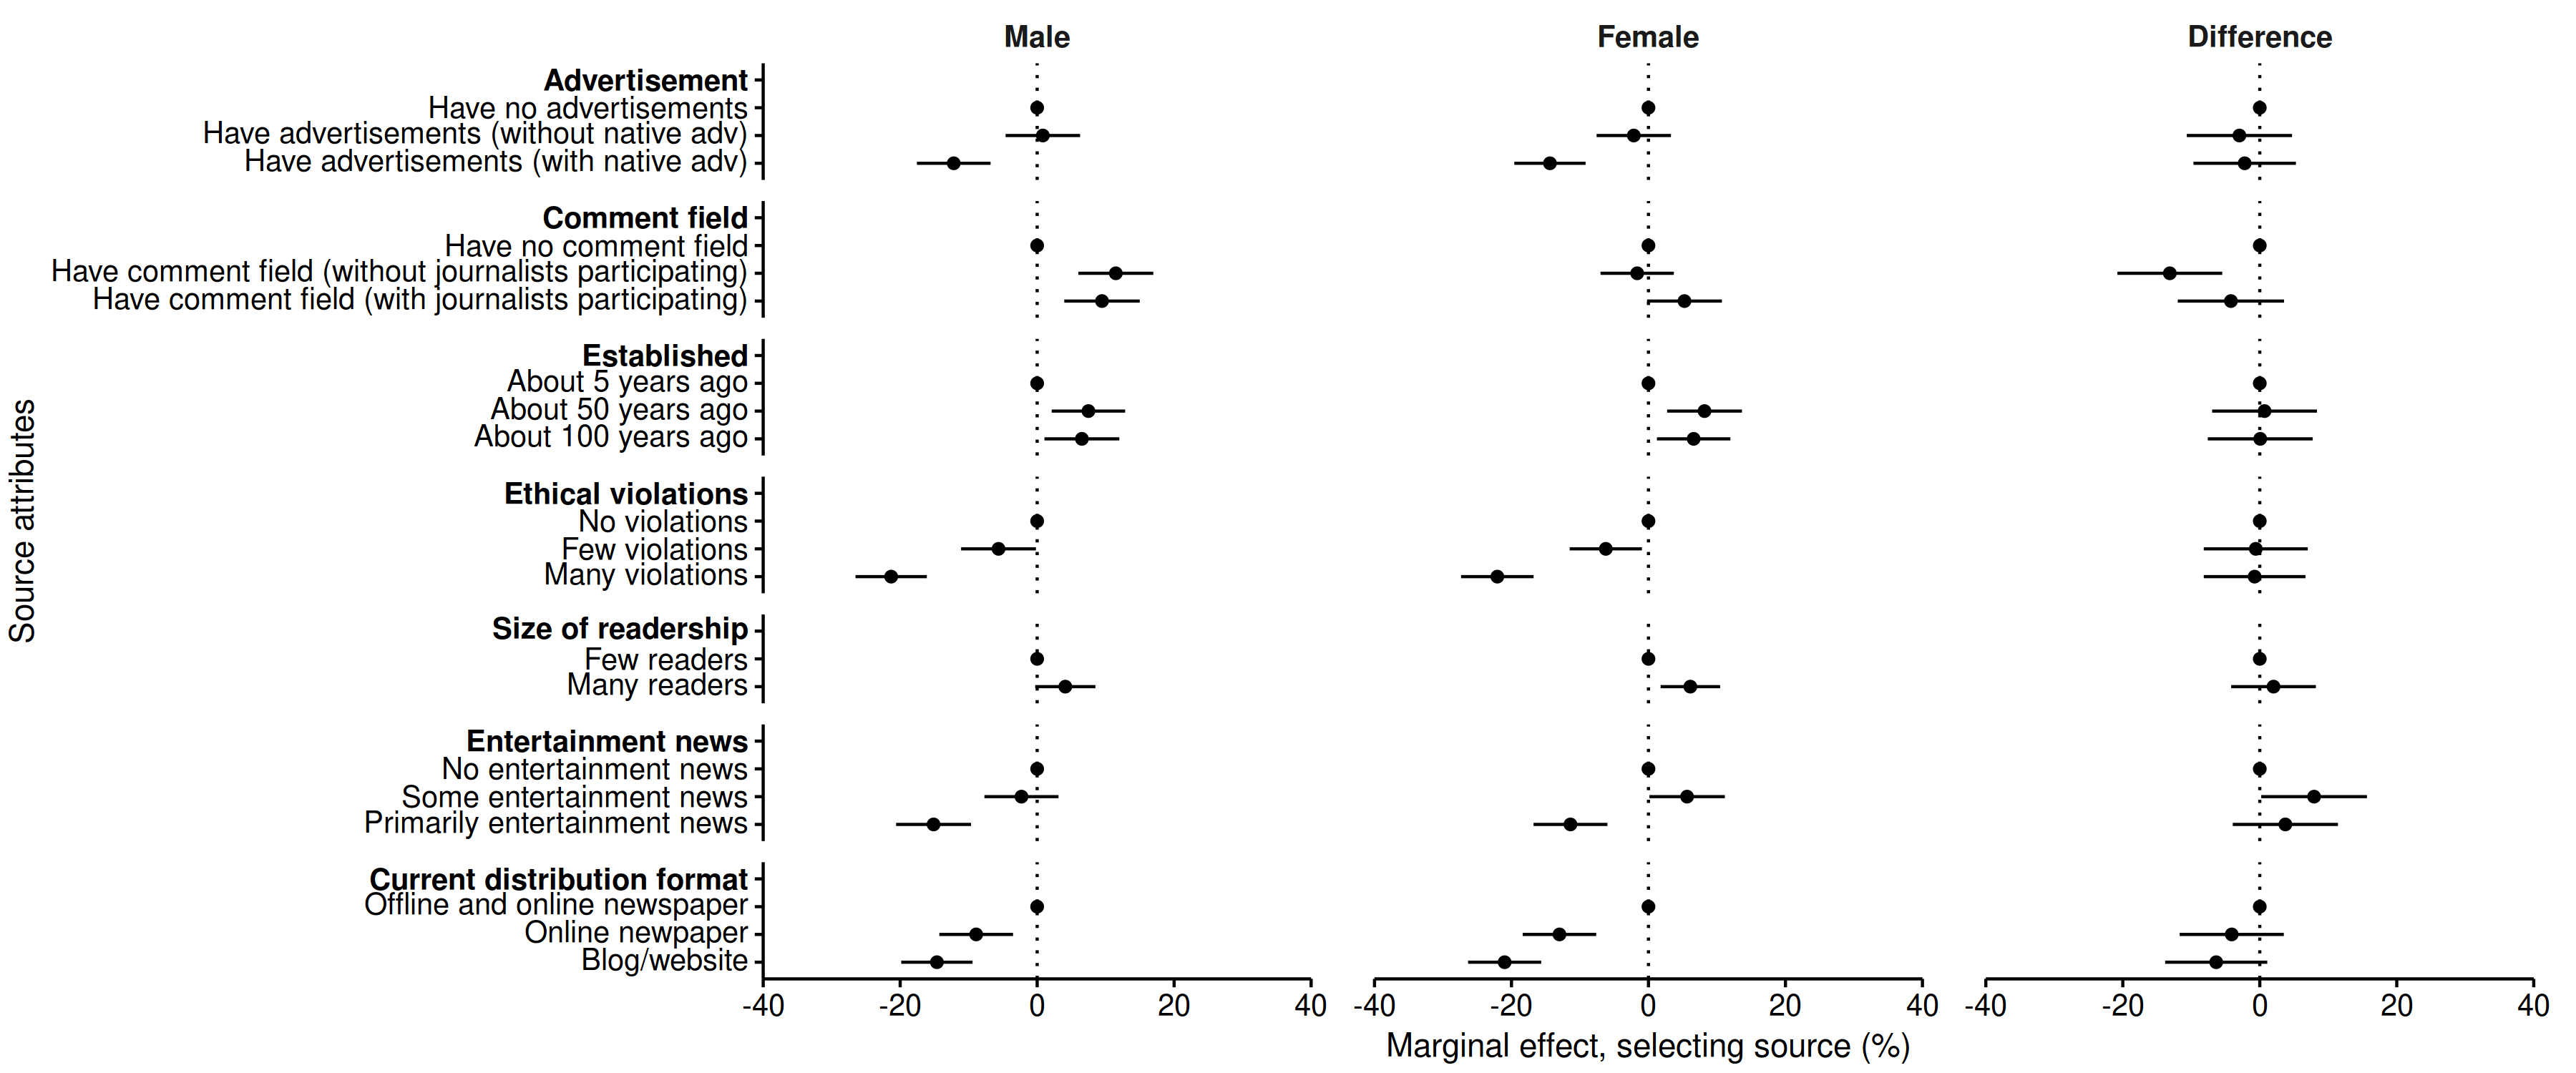 Male Female Difference
Advertisement
Have no advertisements
Have advertisements (without native adv)
Have advertisements (with native adv)
Comment field
Have no comment field
Have comment field (without journalists participating)
Have comment field (with journalists participating)
Established
About 5 years ago
About 50 years ago
About 100 years ago
Ethical violations
No violations
Few violations
Many violations
Size of readership
Few readers
Many readers
Entertainment news
No entertainment news
Some entertainment news
Primarily entertainment news
Current distribution format
Offline and online newspaper
Online newpaper
Blog/website
Source attributes
-40 -20 0 20 40 -40 -20 0 20 40 -40 -20 0 20 40
Marginal effect, selecting source (%)